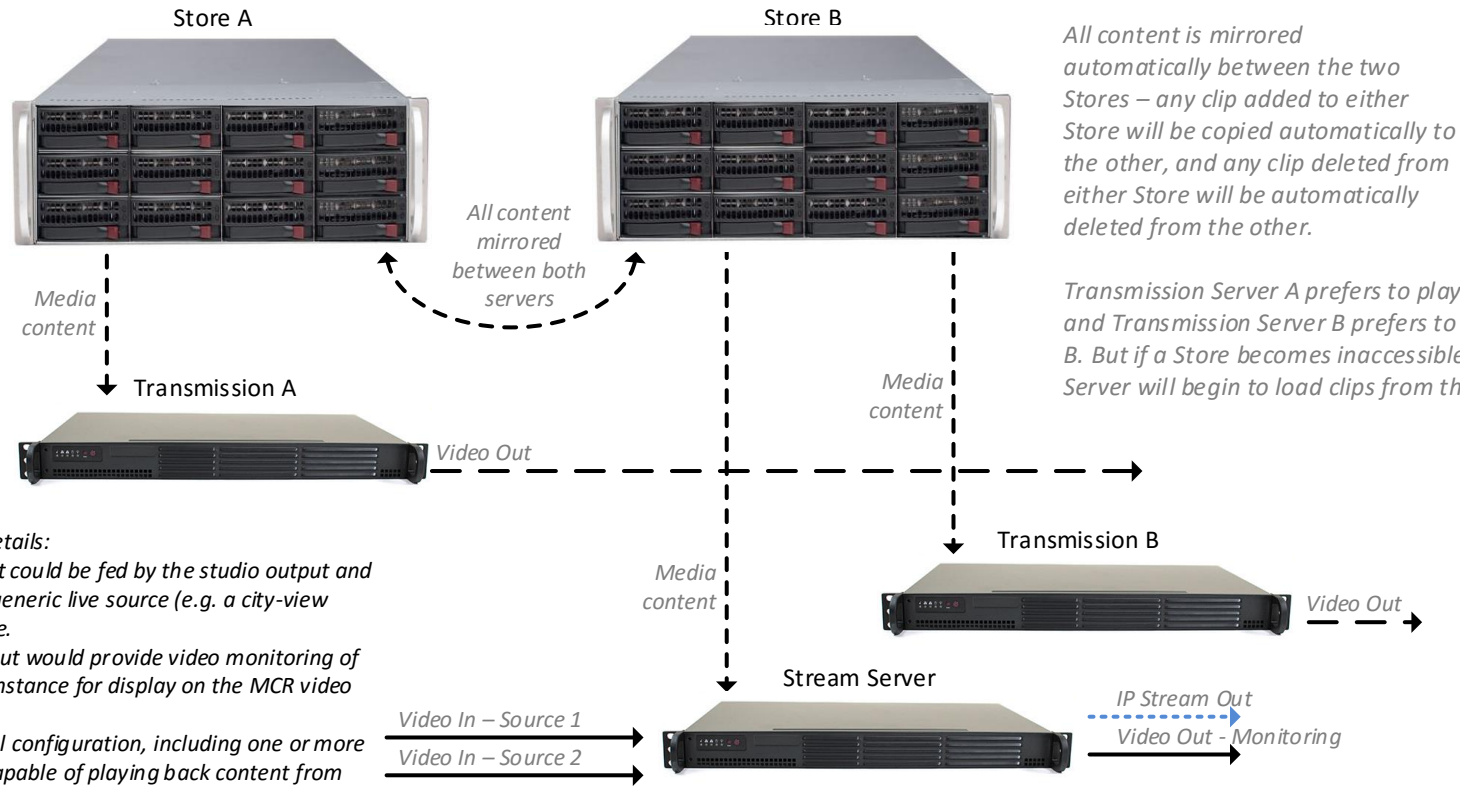 Store A
Store B
All content is mirrored
automatically between the two
Stores – any clip added to either
Store will be copied automatically to
the other, and any clip deleted from
either Store will be automatically
deleted from the other.
All content
mirrored
between both
servers
Media
content
Transmission Server A prefers to play
and Transmission Server B prefers to
B. But if a Store becomes inaccessible
Server will begin to load clips from th
Transmission A
Media
content
Video Out
Transmission B
etails:
t could be fed by the studio output and
generic live source (e.g. a city-view
e.
ut would provide video monitoring of
nstance for display on the MCR video
l configuration, including one or more
apable of playing back content from
Media
content
Video Out
Stream Server
Video In – Source 1
Video In – Source 2
IP Stream Out
Video Out - Monitoring